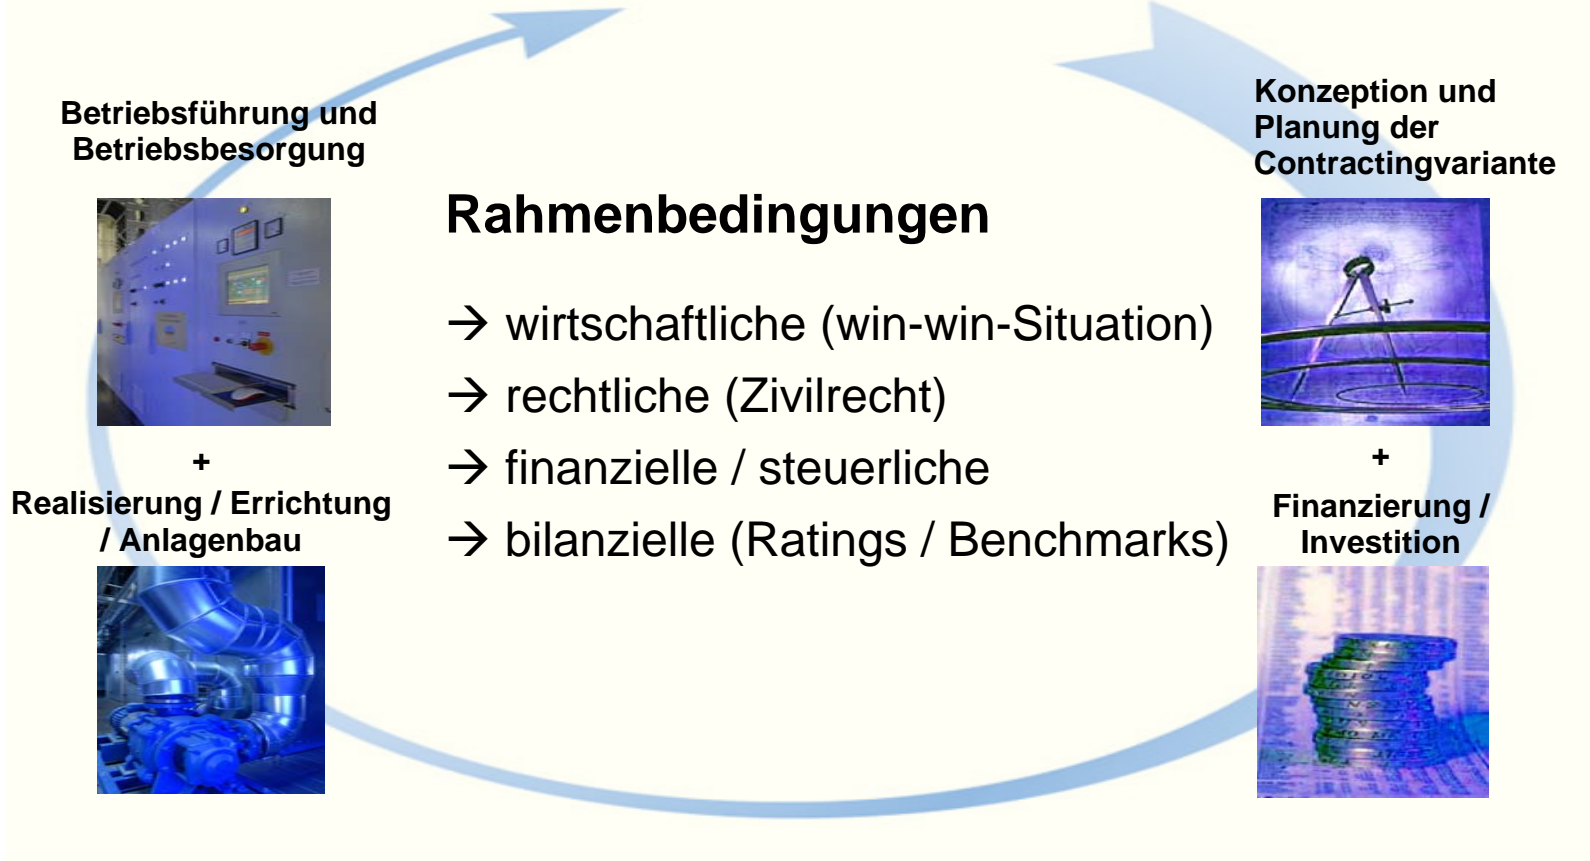 Betriebsführung und
Betriebsbesorgung
+
Realisierung / Errichtung
/ Anlagenbau
Rahmenbedingungen
→ wirtschaftliche (win-win-Situation)
→ rechtliche (Zivilrecht)
→ finanzielle / steuerliche
→ bilanzielle (Ratings / Benchmarks)
Konzeption und
Planung der
Contractingvariante
+
Finanzierung /
Investition